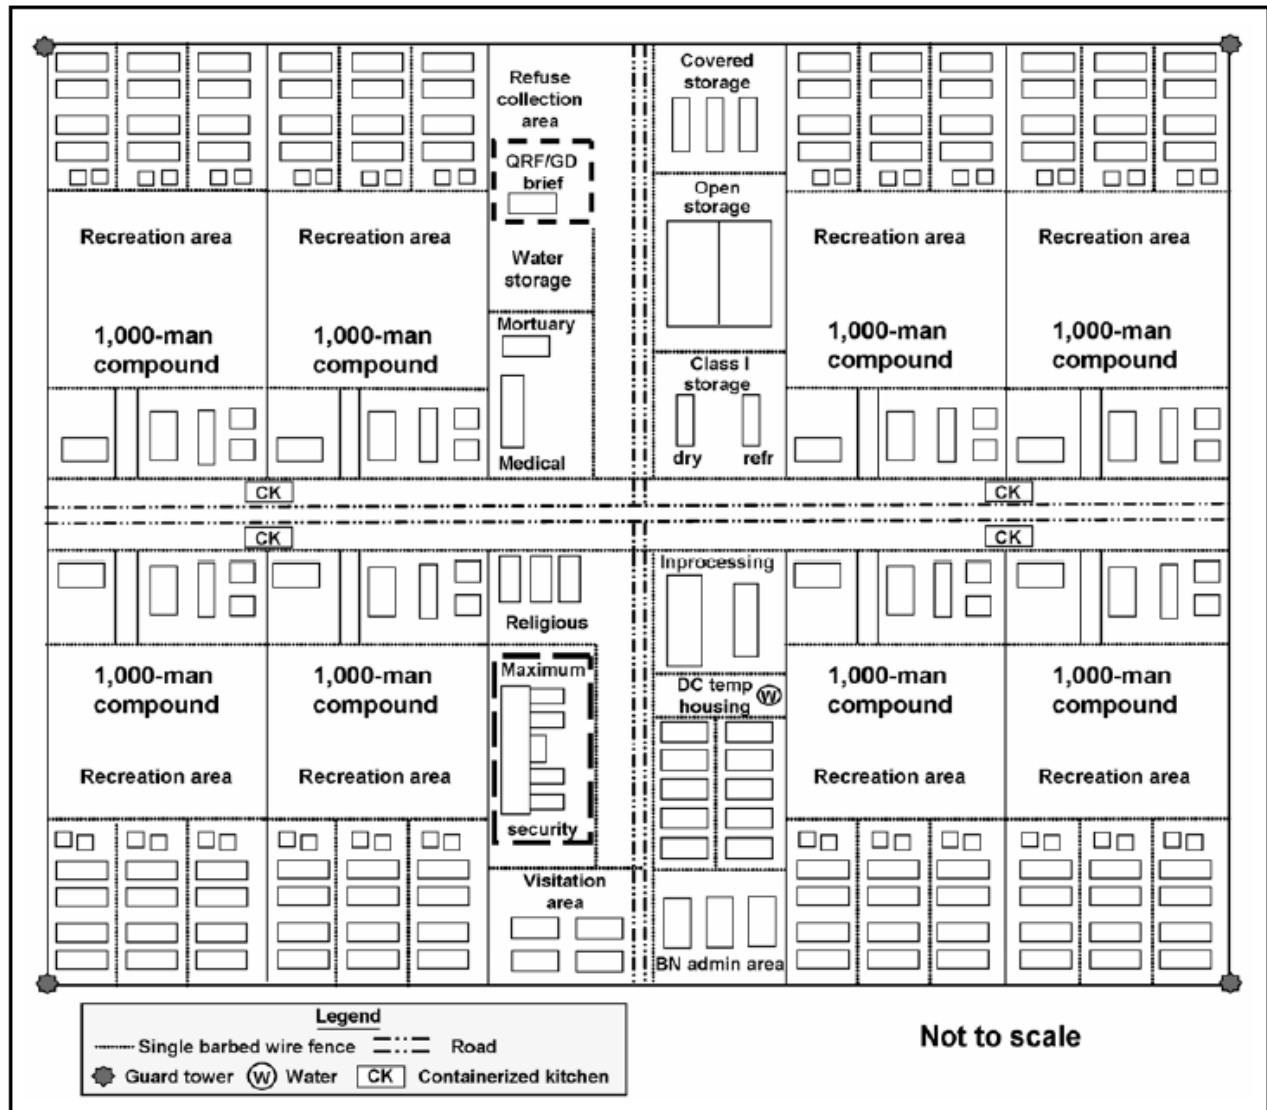 Refuse
collection
area
QRF/GD
brief
Water
storage
Mortuary
Medical
Covered
storage
Open
storage
Class I
storage
dry refr
Recreation area
Recreation area
Recreation area
Recreation area
1,000-man
compound
1,000-man
compound
1,000-man
compound
1,000-man
compound
CK
CK
CK
CK
Religious
Maximum
security
Visitation
area
Inprocessing
DC temp
housing W
BN admin area
1,000-man
compound
1,000-man
compound
1,000-man
compound
1,000-man
compound
Recreation area
Recreation area
Recreation area
Recreation area
Legend
Single barbed wire fence Road
Guard tower W Water CK Containerized kitchen
Not to scale